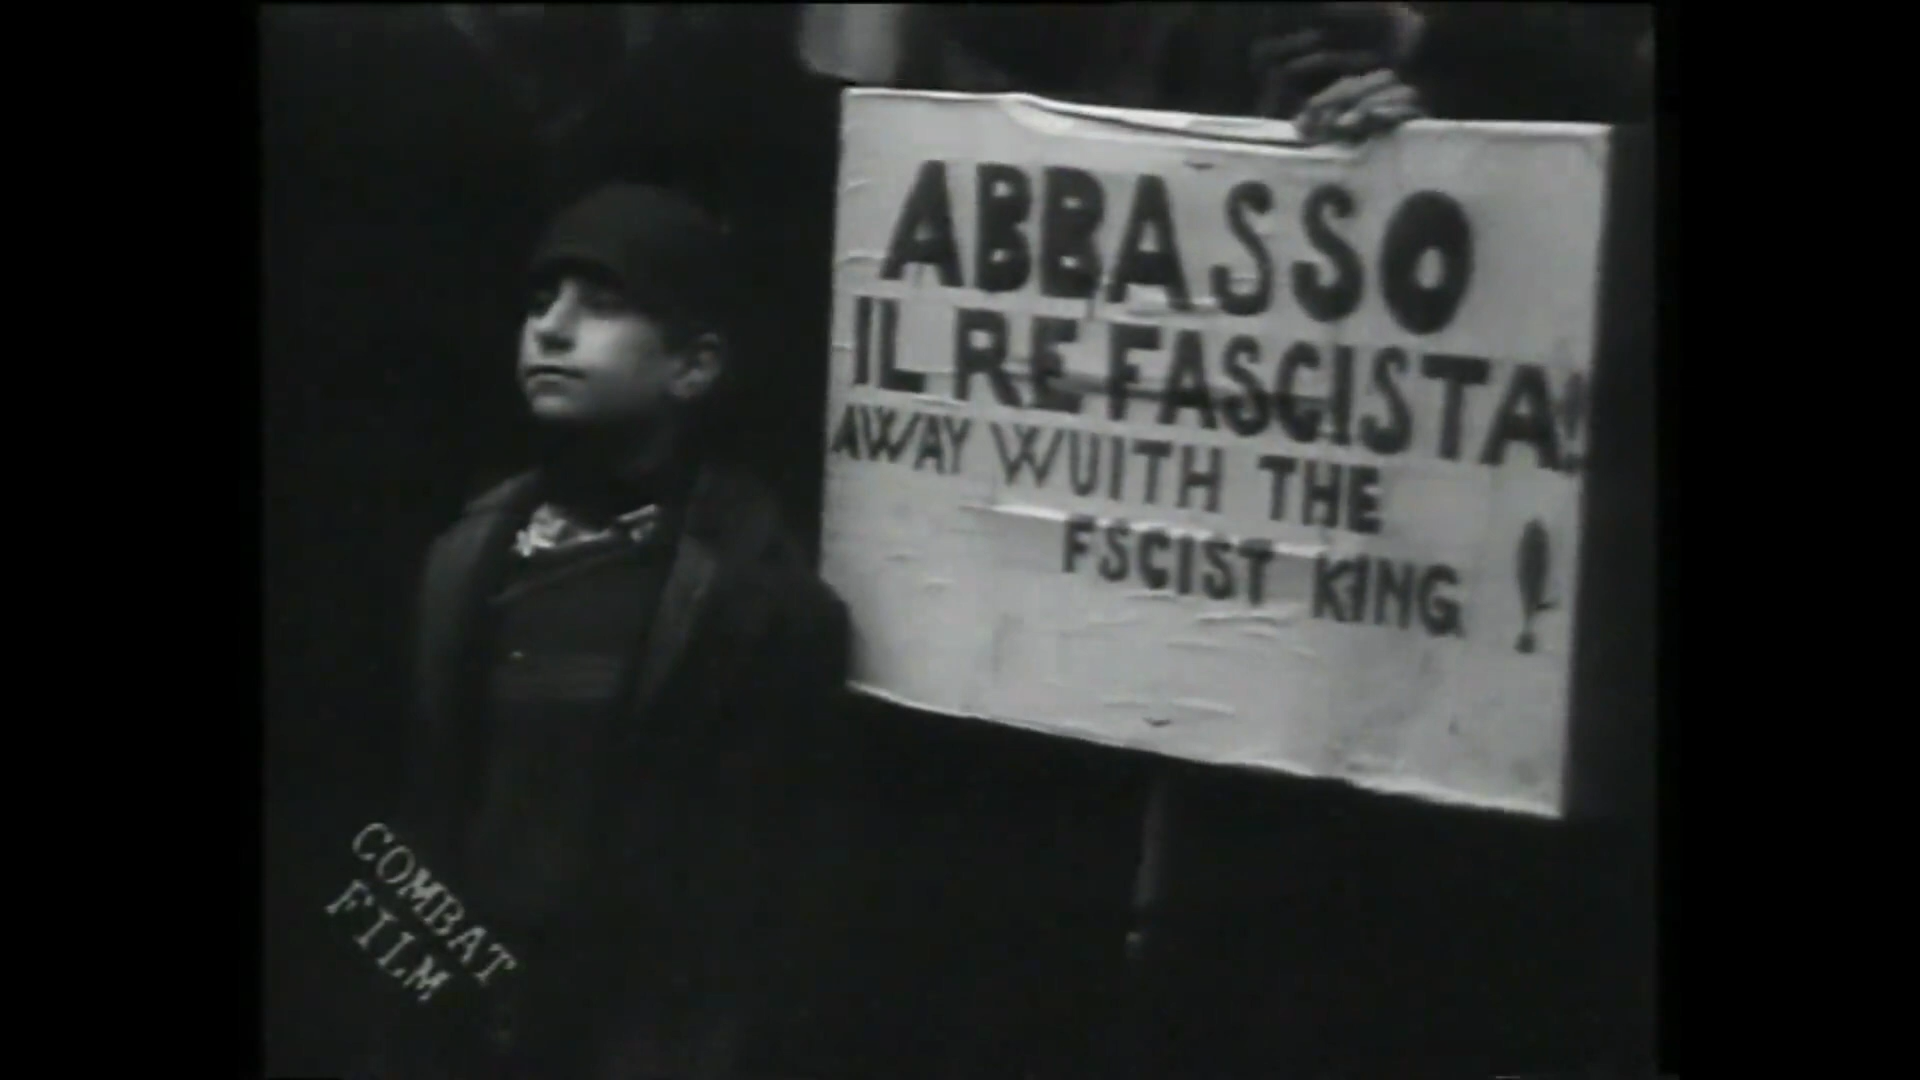 ABBASSO
IL RE FASCISTA!
AWAY WUITH THE
FSCIST KING !
COMBAT
FILM